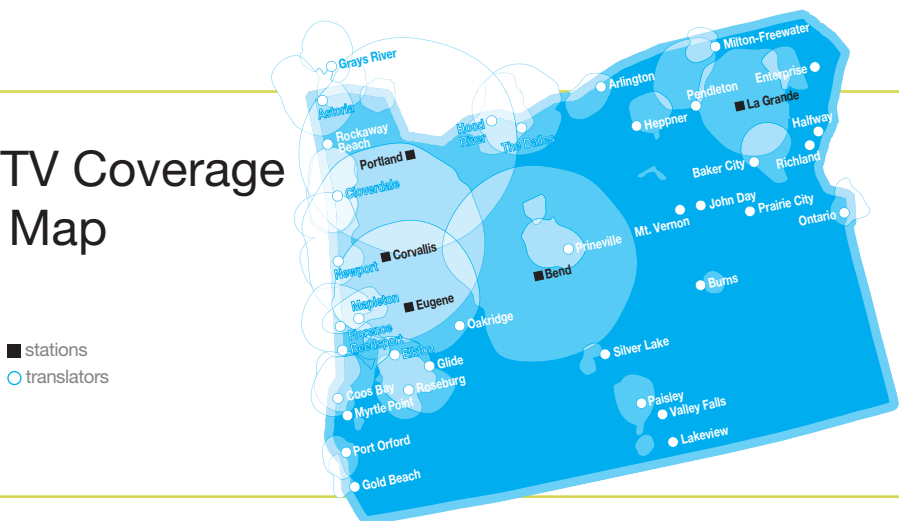 TV Coverage
Map
stations
translators
Grays River
Astoria
Rockaway
Beach
Portland
Cloverdale
Hood
River
The Dalles
Arlington
Milton-Freewater
Pendleton
Enterprise
La Grande
Heppner
Halfway
Richland
Baker City
John Day
Prairie City
Mt. Vernon
Ontario
Newport
Corvallis
Prineville
Bend
Mapleton
Eugene
Florence
Reedsport
Elkton
Oakridge
Burns
Silver Lake
Glide
Roseburg
Coos Bay
Myrtle Point
Paisley
Valley Falls
Lakeview
Port Orford
Gold Beach